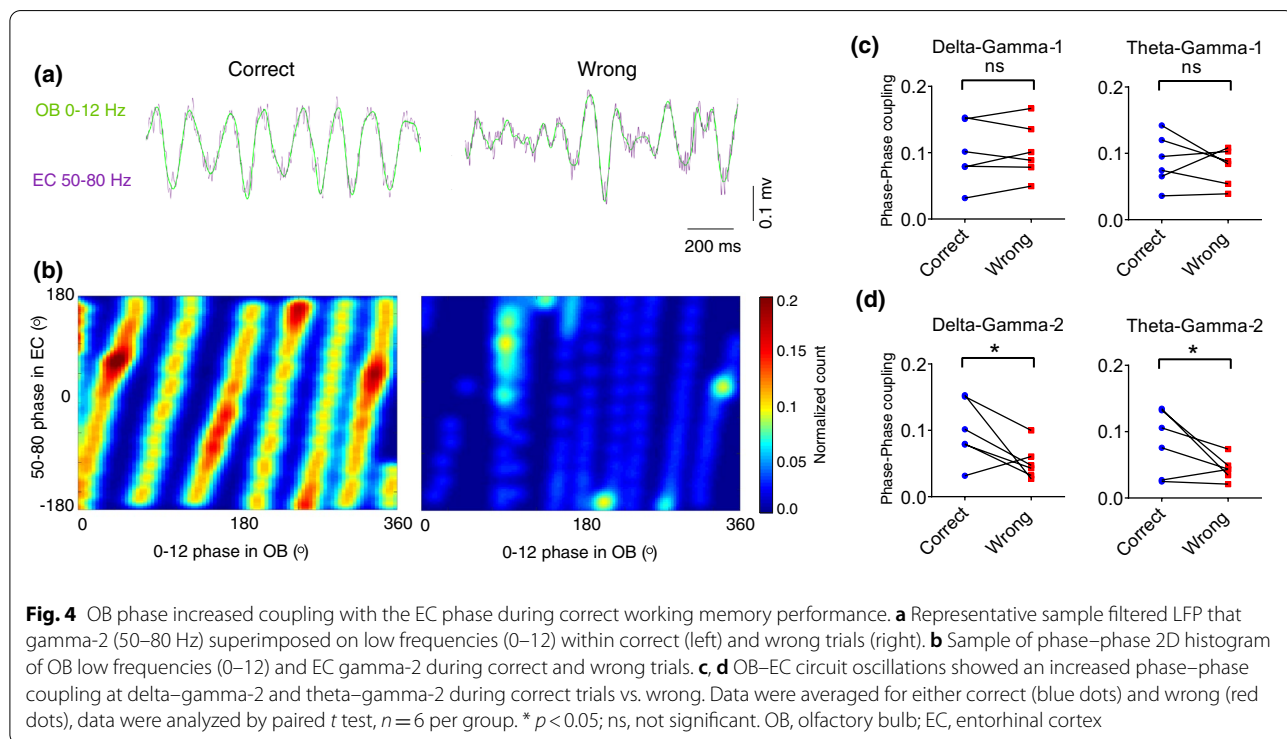 (a)
Correct
Wrong
OB 0-12 Hz
EC 50-80 Hz
0.1 mv
200 ms
(b)
50-80 phase in EC (º)
180
0
-180
0
180
360
0-12 phase in OB (º)
0
180
360
0-12 phase in OB (º)
0.2
0.15
0.1
0.05
0.0
Normalized count
(c)
Delta-Gamma-1
ns
Phase-Phase coupling
0.2
0.1
0.0
Correct
Wrong
Theta-Gamma-1
ns
0.2
0.1
0.0
Correct
Wrong
(d)
Delta-Gamma-2
*
Phase-Phase coupling
0.2
0.1
0.0
Correct
Wrong
Theta-Gamma-2
*
0.2
0.1
0.0
Correct
Wrong
Fig. 4 OB phase increased coupling with the EC phase during correct working memory performance. a Representative sample filtered LFP that
gamma-2 (50–80 Hz) superimposed on low frequencies (0–12) within correct (left) and wrong trials (right). b Sample of phase–phase 2D histogram
of OB low frequencies (0–12) and EC gamma-2 during correct and wrong trials. c, d OB–EC circuit oscillations showed an increased phase–phase
coupling at delta–gamma-2 and theta–gamma-2 during correct trials vs. wrong. Data were averaged for either correct (blue dots) and wrong (red
dots), data were analyzed by paired t test, n = 6 per group. * p < 0.05; ns, not significant. OB, olfactory bulb; EC, entorhinal cortex